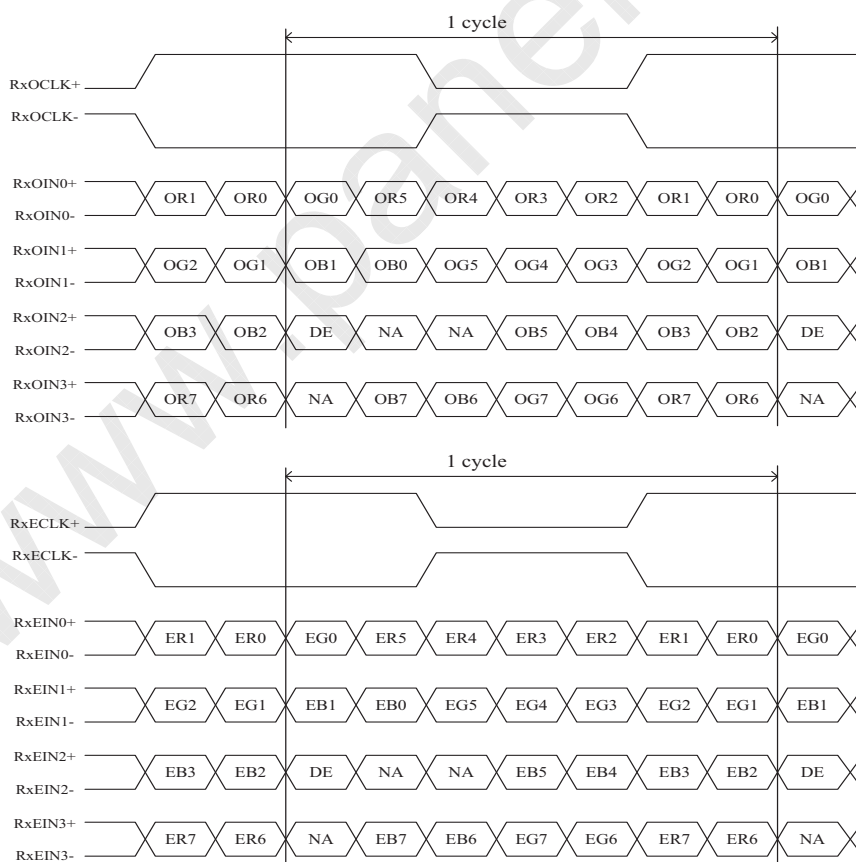 1 cycle
RxOCLK+
RxOCLK-
RxOIN0+
OR1 OR0 OG0 OR5 OR4 OR3 OR2 OR1 OR0 OG0
RxOIN0-
RxOIN1+
OG2 OG1 OB1 OB0 OG5 OG4 OG3 OG2 OG1 OB1
RxOIN1-
RxOIN2+
OB3 OB2 DE NA NA OB5 OB4 OB3 OB2 DE
RxOIN2-
RxOIN3+
OR7 OR6 NA OB7 OB6 OG7 OG6 OR7 OR6 NA
RxOIN3-
1 cycle
RxECLK+
RxECLK-
RxEIN0+
ER1 ER0 EG0 ER5 ER4 ER3 ER2 ER1 ER0 EG0
RxEIN0-
RxEIN1+
EG2 EG1 EB1 EB0 EG5 EG4 EG3 EG2 EG1 EB1
RxEIN1-
RxEIN2+
EB3 EB2 DE NA NA EB5 EB4 EB3 EB2 DE
RxEIN2-
RxEIN3+
ER7 ER6 NA EB7 EB6 EG7 EG6 ER7 ER6 NA
RxEIN3-
www.pane